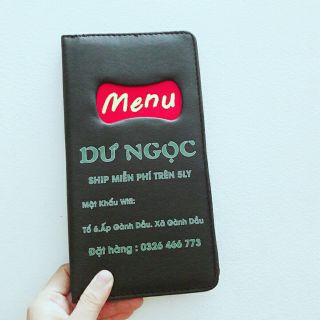 Menu
DƯ NGỌC
SHIP MIỄN PHÍ TRÊN 5LY
Mật Khẩu Wifi:
Tổ 6.Ấp Gành Dầu. Xã Gành Dầu
Đặt hàng : 0326 466 773